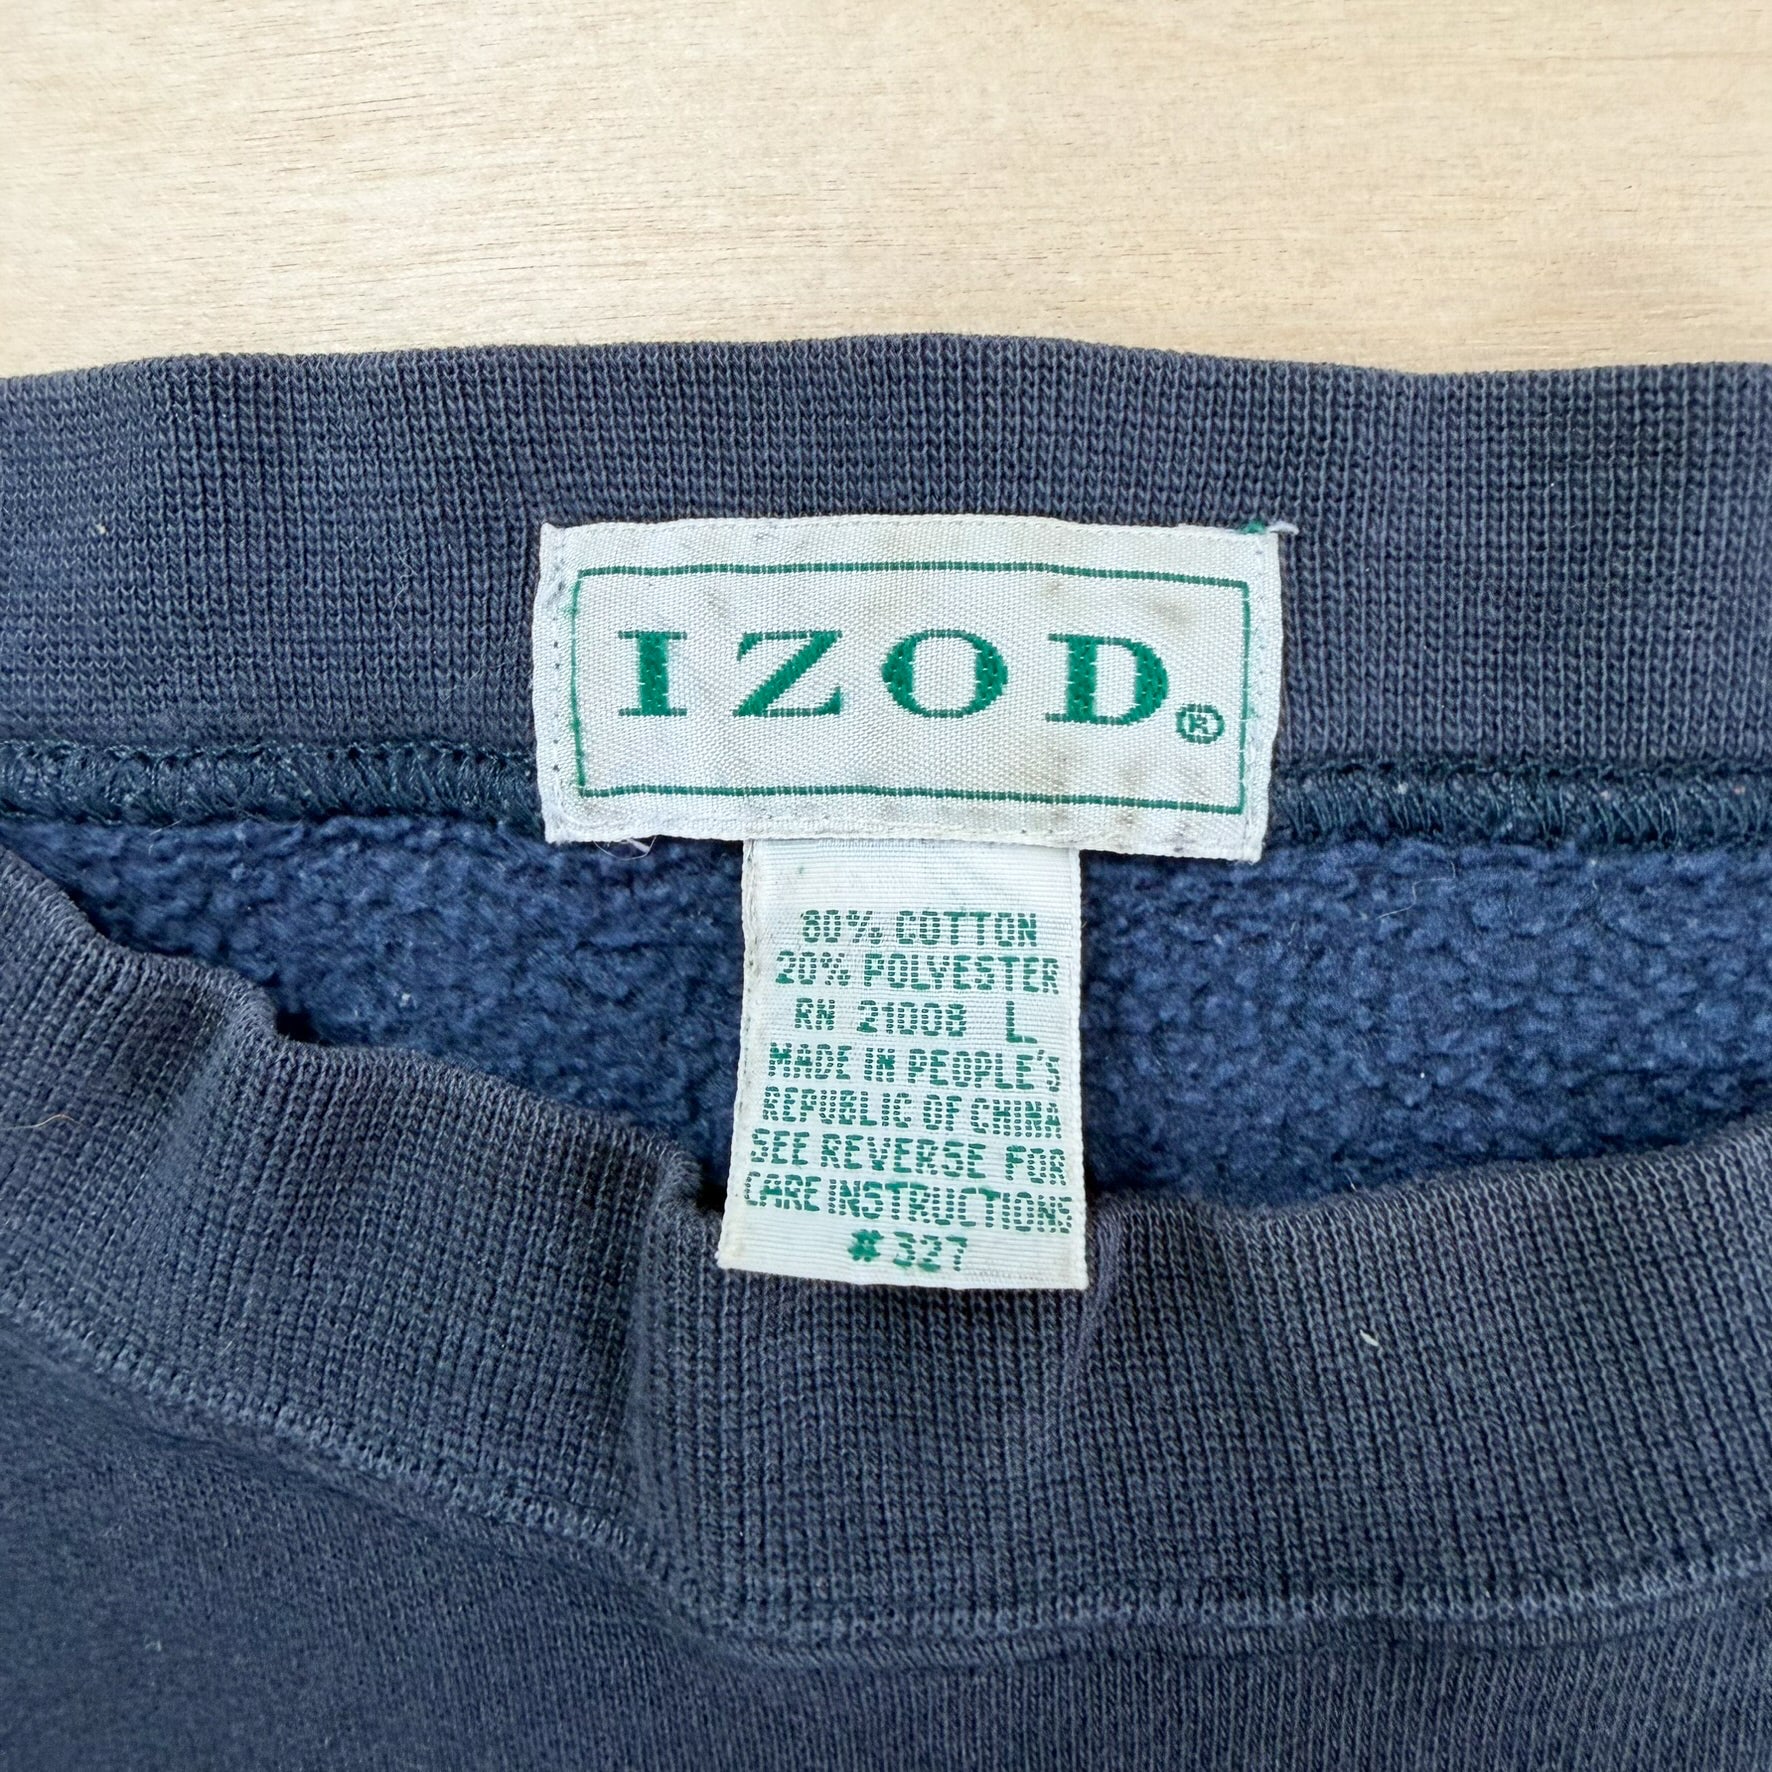 IZOD®
80% COTTON
20% POLYESTER
RN 21008 L
MADE IN PEOPLE'S
REPUBLIC OF CHINA
SEE REVERSE FOR
CARE INSTRUCTIONS
#327